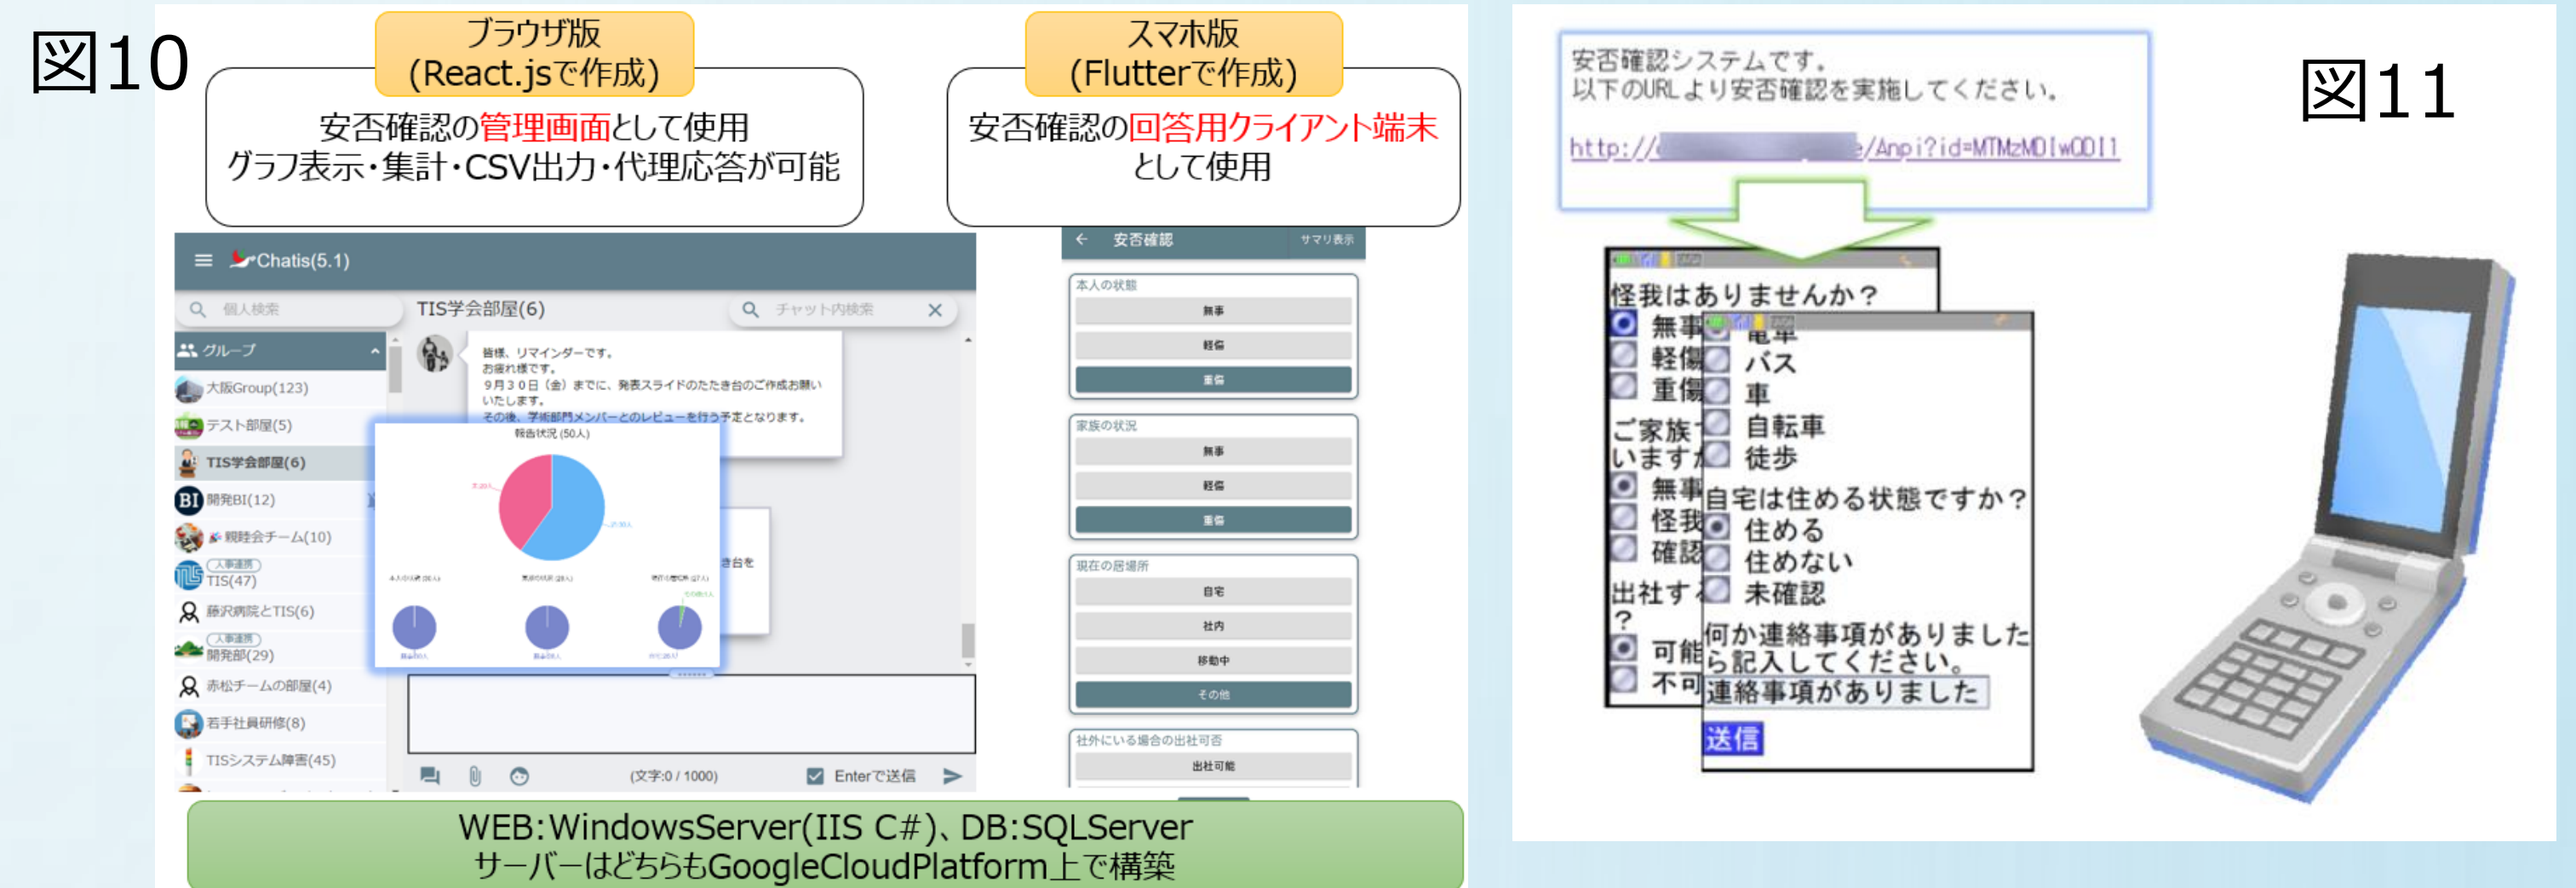 図10
ブラウザ版
(React.jsで作成)
安否確認の管理画面として使用
グラフ表示・集計・CSV出力・代理応答が可能
スマホ版
(Flutterで作成)
安否確認の回答用クライアント端末
として使用
Chatis(5.1)
個人検索
TIS学会部屋(6)
チャット内検索
グループ
大阪Group(123)
テスト部屋(5)
TIS学会部屋(6)
BI
開発BI(12)
親睦会チーム(10)
(人事連携)
TIS(47)
藤沢病院とTIS(6)
(人事連携)
開発部(29)
赤松チームの部屋(4)
若手社員研修(8)
TISシステム障害(45)
皆様、リマインダーです。
お疲れ様です。
9月30日(金)までに、発表スライドのたたき台のご作成お願い
いたします。
その後、学術部門メンバーとのレビューを行う予定となります。
報告状況 (50人)
き台を
(文字:0 / 1000)
Enterで送信
安否確認
サマリ表示
本人の状態
無事
軽傷
重傷
家族の状況
無事
軽傷
重傷
現在の居場所
自宅
社内
移動中
その他
社外にいる場合の出社可否
出社可能
WEB:WindowsServer(IIS C#)、DB:SQLServer
サーバーはどちらもGoogleCloudPlatform上で構築
図11
安否確認システムです。
以下のURLより安否確認を実施してください。
http://
/Anpi?id=MTMzMDIwODI1
怪我はありませんか?
無事
軽傷
重傷
ご家族
いますか
無事
怪我
確認
出社する
?
可能
不可
電車
バス
車
自転車
徒歩
自宅は住める状態ですか?
住める
住めない
未確認
何か連絡事項がありました
ら記入してください。
連絡事項がありました
送信